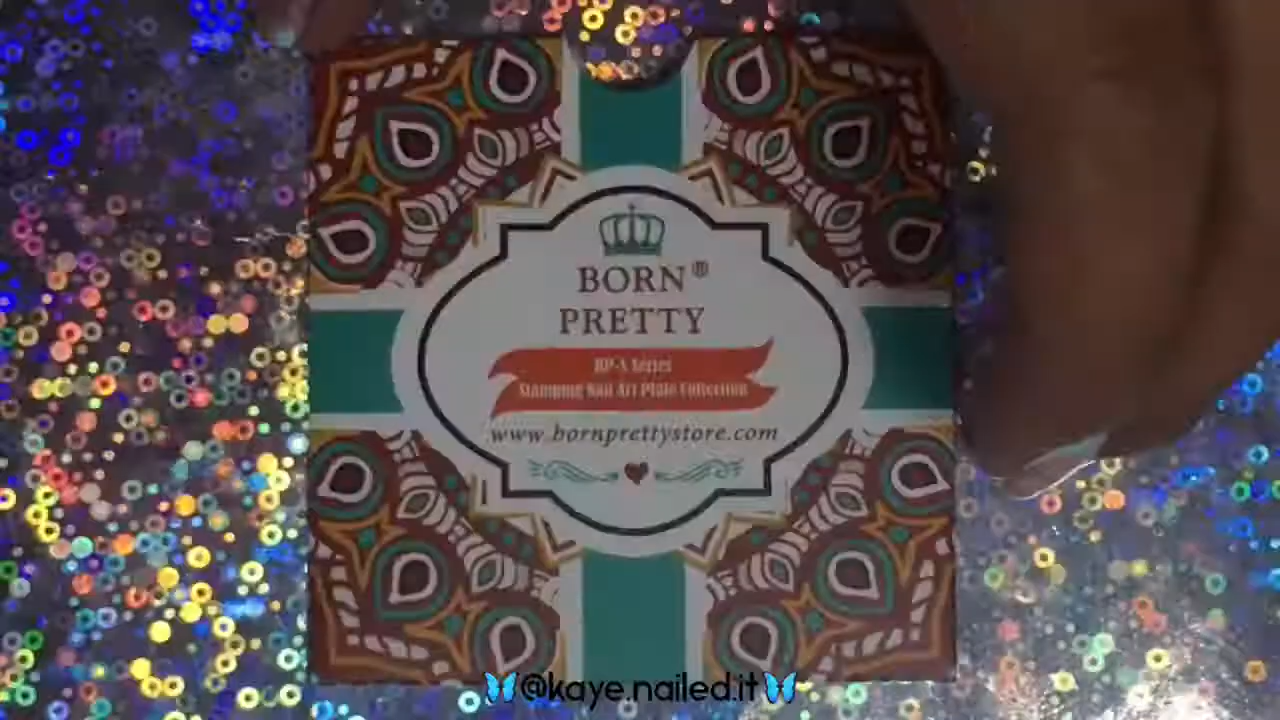 BORN®
PRETTY
BP-X Series
Stamping Nail Art Plate Collection
www.bornprettystore.com
@kaye.nailed.it